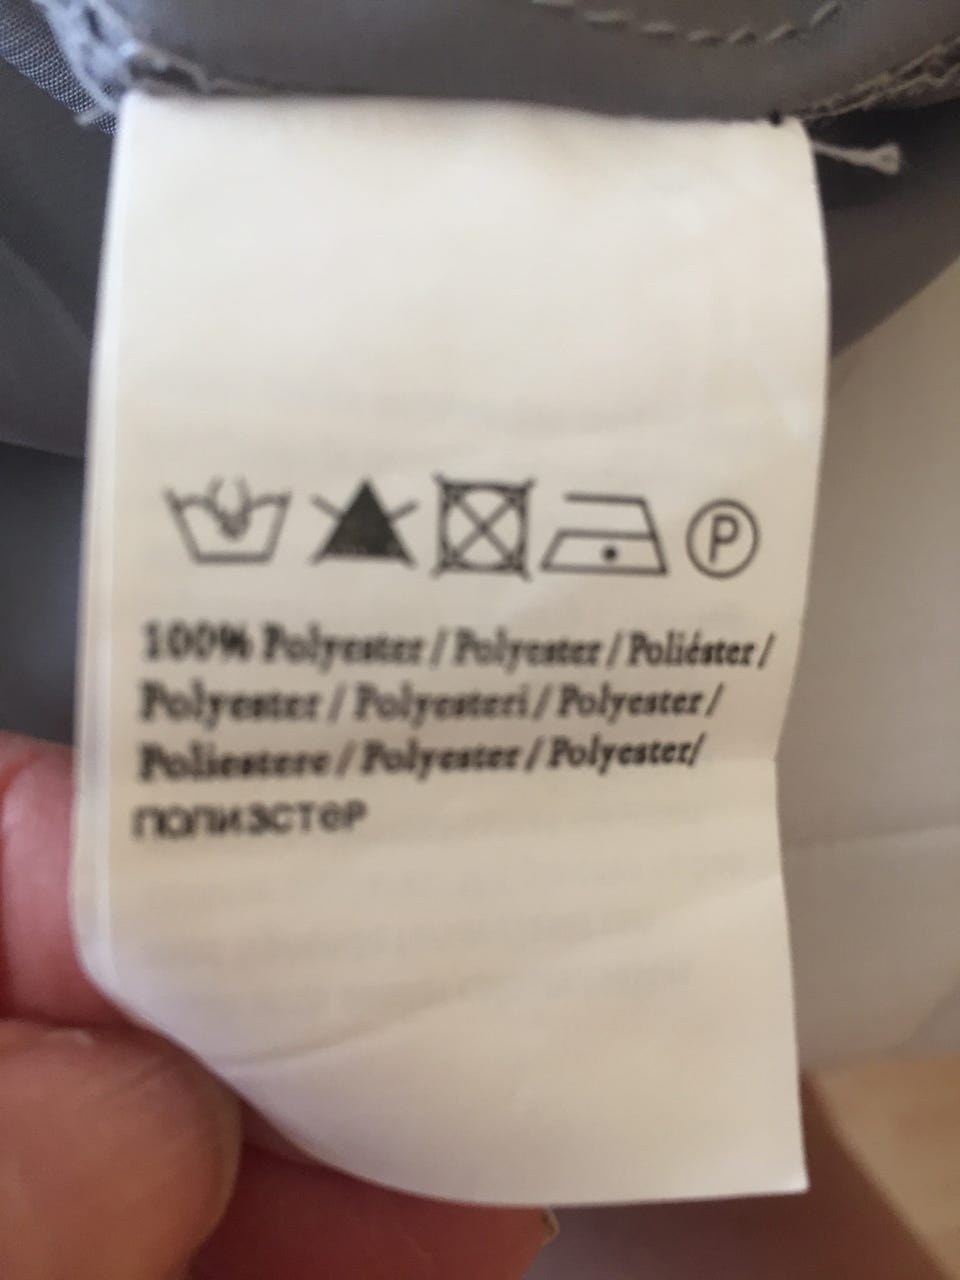 P
100% Polyester / Polyester / Poliéster /
Polyester / Polyesteri / Polyester /
Poliestere / Polyester / Polyester/
полиэстер